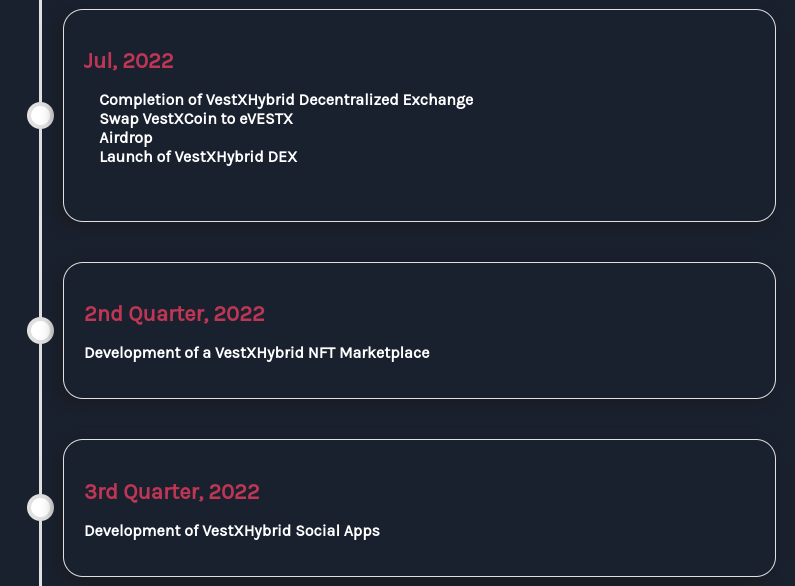 Jul, 2022
Completion of VestXHybrid Decentralized Exchange
Swap VestXCoin to eVESTX
Airdrop
Launch of VestXHybrid DEX
2nd Quarter, 2022
Development of a VestXHybrid NFT Marketplace
3rd Quarter, 2022
Development of VestXHybrid Social Apps